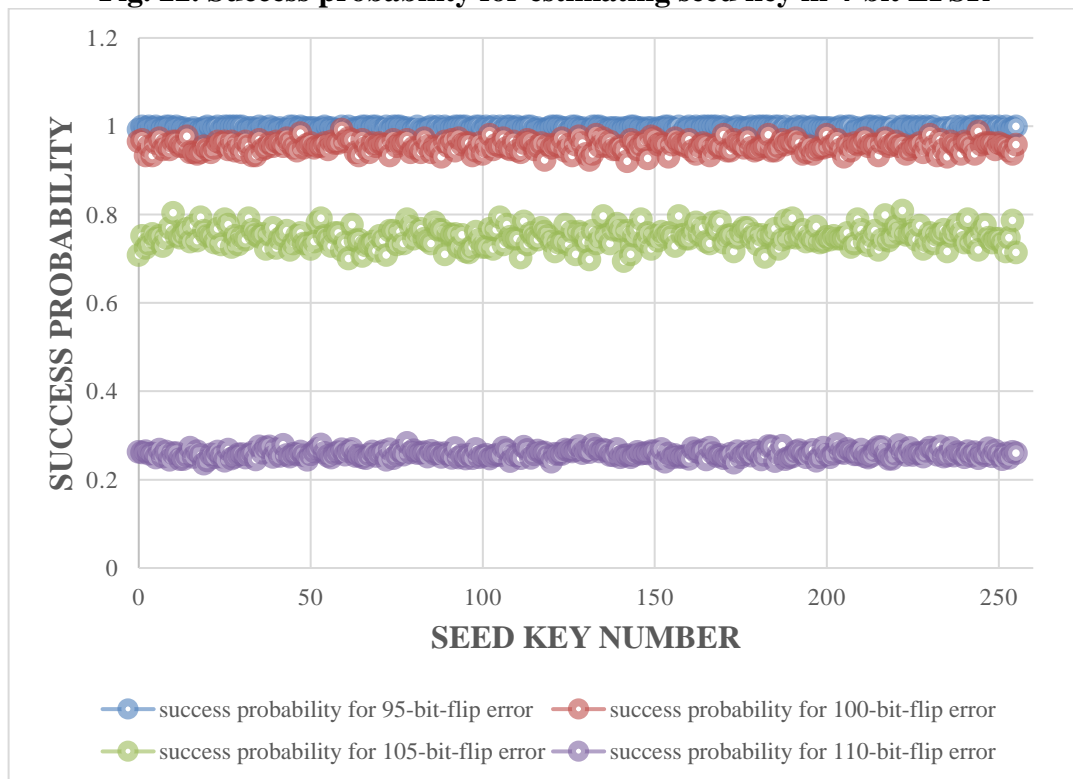 SUCCESS PROBABILITY
1.2
1
0.8
0.6
0.4
0.2
0
0
50
100
150
200
250
SEED KEY NUMBER
success probability for 95-bit-flip error
success probability for 100-bit-flip error
success probability for 105-bit-flip error
success probability for 110-bit-flip error